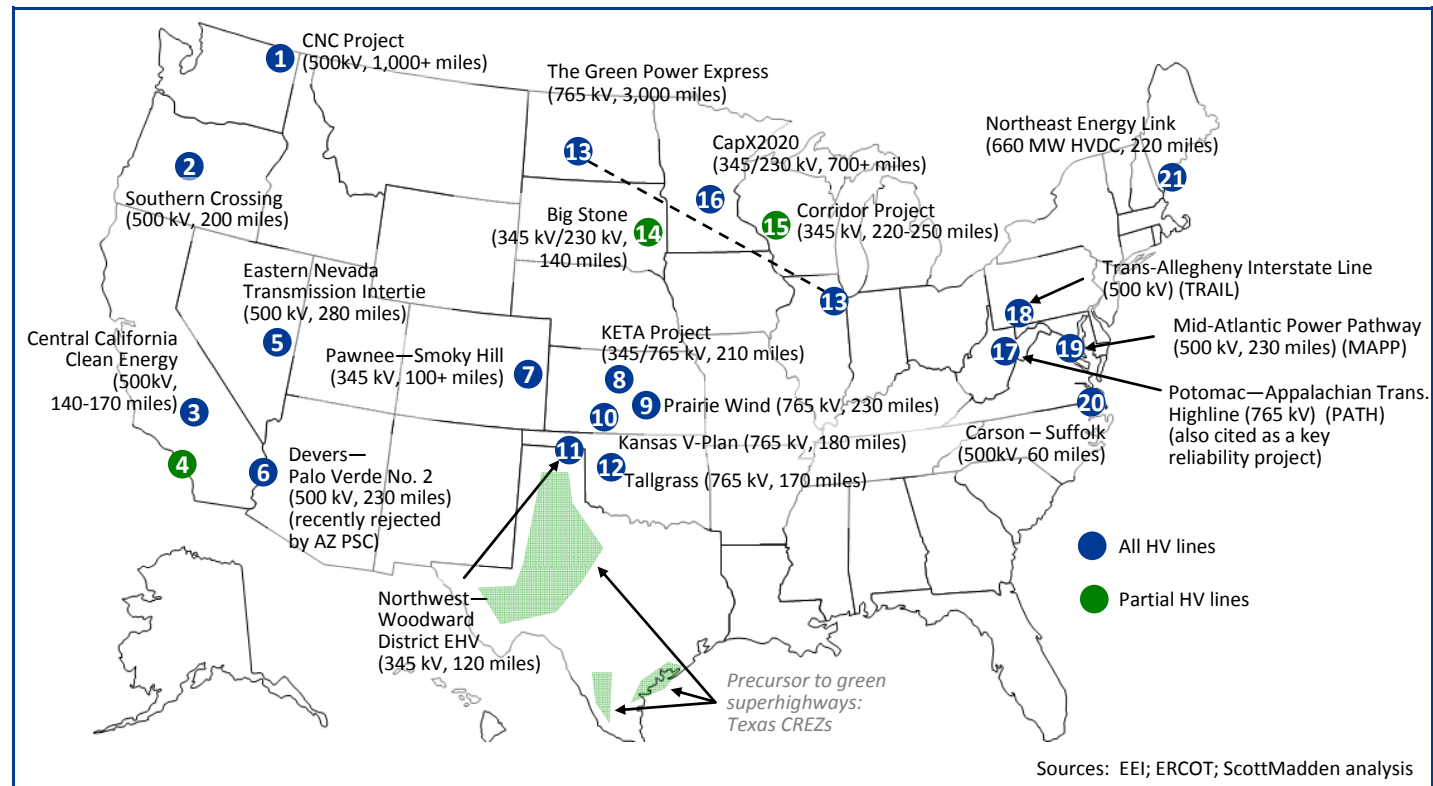 1
CNC Project
(500kV, 1,000+ miles)
The Green Power Express
(765 kV, 3,000 miles)
13
CapX2020
(345/230 kV, 700+ miles)
16
Northeast Energy Link
(660 MW HVDC, 220 miles)
21
2
Southern Crossing
(500 kV, 200 miles)
Big Stone
(345 kV/230 kV,
140 miles)
14
15
Corridor Project
(345 kV, 220-250 miles)
Eastern Nevada
Transmission Intertie
(500 kV, 280 miles)
5
13
Trans-Allegheny Interstate Line
(500 kV) (TRAIL)
18
Central California
Clean Energy
(500kV,
140-170 miles)
3
Pawnee—Smoky Hill
(345 kV, 100+ miles)
7
KETA Project
(345/765 kV, 210 miles)
8
17
19
Mid-Atlantic Power Pathway
(500 kV, 230 miles) (MAPP)
9
Prairie Wind (765 kV, 230 miles)
10
Kansas V-Plan (765 kV, 180 miles)
20
Carson – Suffolk
(500kV, 60 miles)
Potomac—Appalachian Trans.
Highline (765 kV) (PATH)
(also cited as a key
reliability project)
4
6
Devers—
Palo Verde No. 2
(500 kV, 230 miles)
(recently rejected
by AZ PSC)
11
12
Tallgrass (765 kV, 170 miles)
All HV lines
Partial HV lines
Northwest—
Woodward
District EHV
(345 kV, 120 miles)
Precursor to green
superhighways:
Texas CREZs
Sources: EEI; ERCOT; ScottMadden analysis